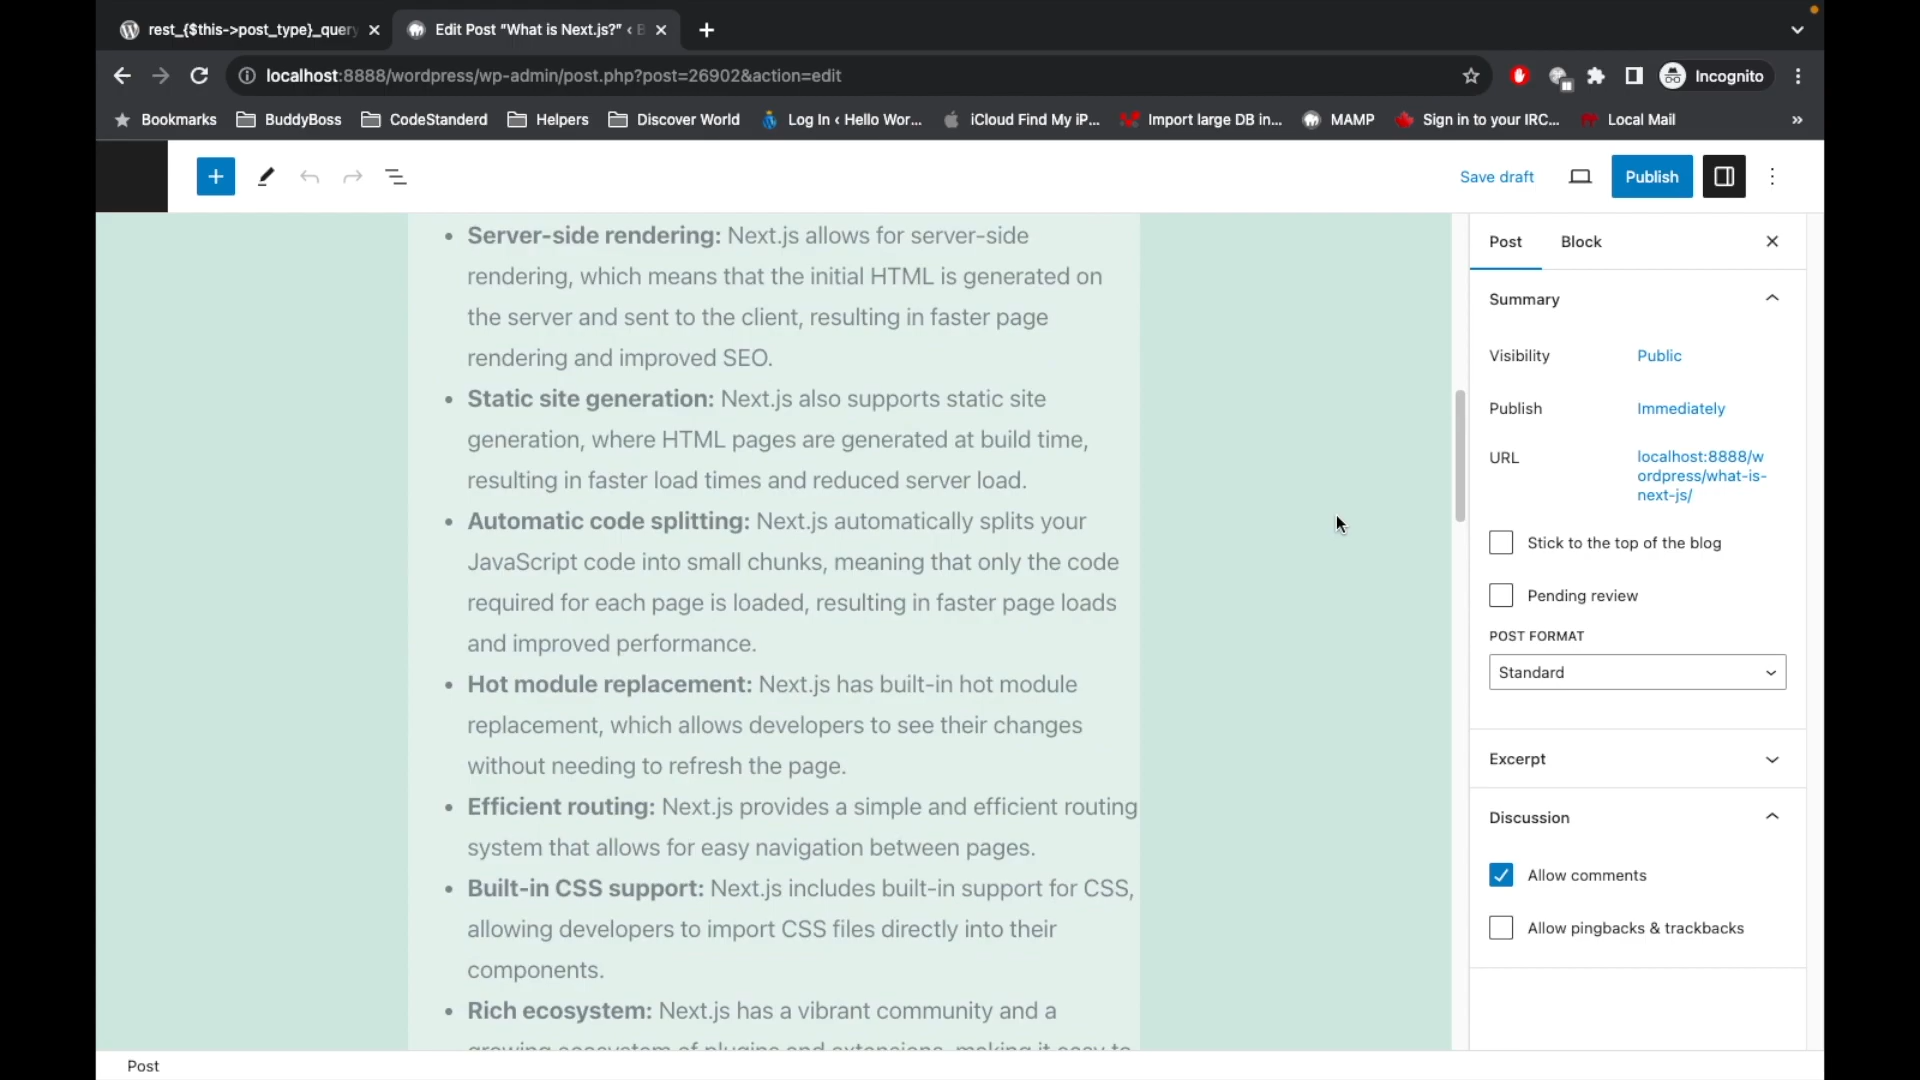 rest_{$this->post_type}_query
Edit Post “What is Next.js?” ‹ B
localhost:8888/wordpress/wp-admin/post.php?post=26902&action=edit
Incognito
Bookmarks
BuddyBoss
CodeStanderd
Helpers
Discover World
Log In ‹ Hello Wor...
iCloud Find My iP...
Import large DB in...
MAMP
Sign in to your IRC...
Local Mail
»
Save draft
Publish
• Server-side rendering: Next.js allows for server-side
rendering, which means that the initial HTML is generated on
the server and sent to the client, resulting in faster page
rendering and improved SEO.
• Static site generation: Next.js also supports static site
generation, where HTML pages are generated at build time,
resulting in faster load times and reduced server load.
• Automatic code splitting: Next.js automatically splits your
JavaScript code into small chunks, meaning that only the code
required for each page is loaded, resulting in faster page loads
and improved performance.
• Hot module replacement: Next.js has built-in hot module
replacement, which allows developers to see their changes
without needing to refresh the page.
• Efficient routing: Next.js provides a simple and efficient routing
system that allows for easy navigation between pages.
• Built-in CSS support: Next.js includes built-in support for CSS,
allowing developers to import CSS files directly into their
components.
• Rich ecosystem: Next.js has a vibrant community and a
growing ecosystem of plugins and extensions, making it easy to
Post
Block
Summary
Visibility
Public
Publish
Immediately
URL
localhost:8888/w
ordpress/what-is-
next-js/
Stick to the top of the blog
Pending review
POST FORMAT
Standard
Excerpt
Discussion
Allow comments
Allow pingbacks & trackbacks
Post